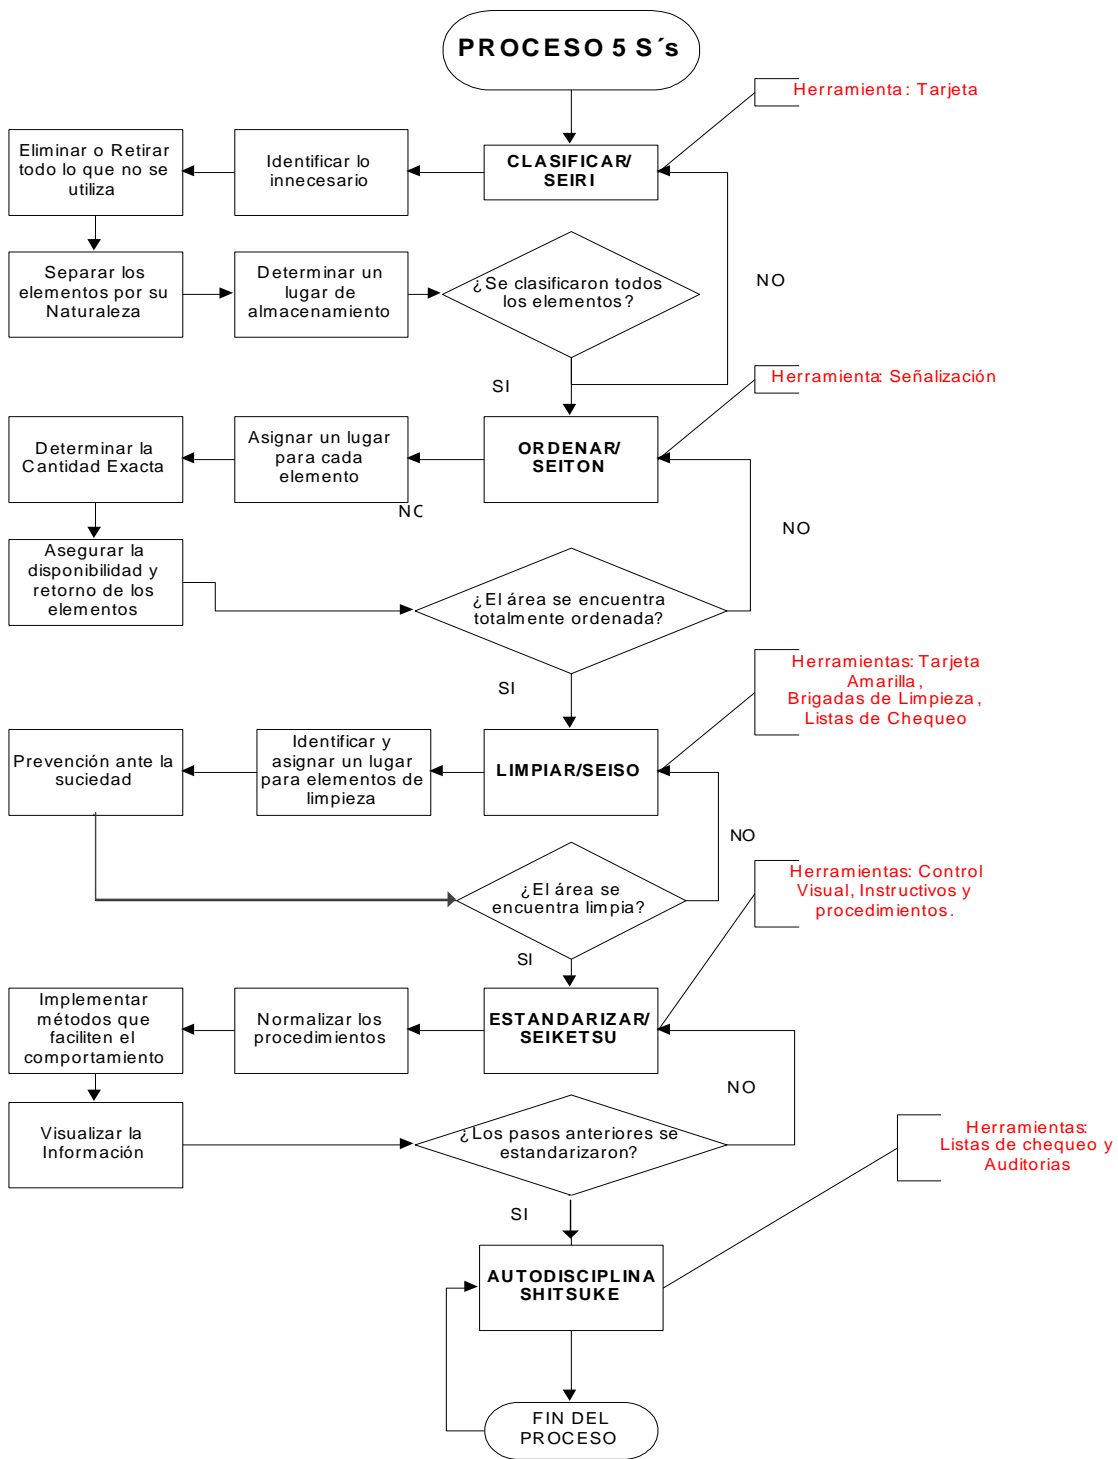 PROCESO 5 S´s
Herramienta: Tarjeta
Eliminar o Retirar
todo lo que no se
utiliza
Identificar lo
innecesario
CLASIFICAR/
SEIRI
Separar los
elementos por su
Naturaleza
Determinar un
lugar de
almacenamiento
¿Se clasificaron todos
los elementos?
NO
SI
Herramienta: Señalización
Determinar la
Cantidad Exacta
Asignar un lugar
para cada
elemento
ORDENAR/
SEITON
NC
NO
Asegurar la
disponibilidad y
retorno de los
elementos
¿El área se encuentra
totalmente ordenada?
SI
Herramientas: Tarjeta
Amarilla,
Brigadas de Limpieza,
Listas de Chequeo
Prevención ante la
suciedad
Identificar y
asignar un lugar
para elementos de
limpieza
LIMPIAR/SEISO
NO
¿El área se
encuentra limpia?
Herramientas: Control
Visual, Instructivos y
procedimientos.
SI
Implementar
métodos que
faciliten el
comportamiento
Normalizar los
procedimientos
ESTANDARIZAR/
SEIKETSU
NO
Visualizar la
Información
¿Los pasos anteriores se
estandarizaron?
Herramientas:
Listas de chequeo y
Auditorias
SI
AUTODISCIPLINA
SHITSUKE
FIN DEL
PROCESO